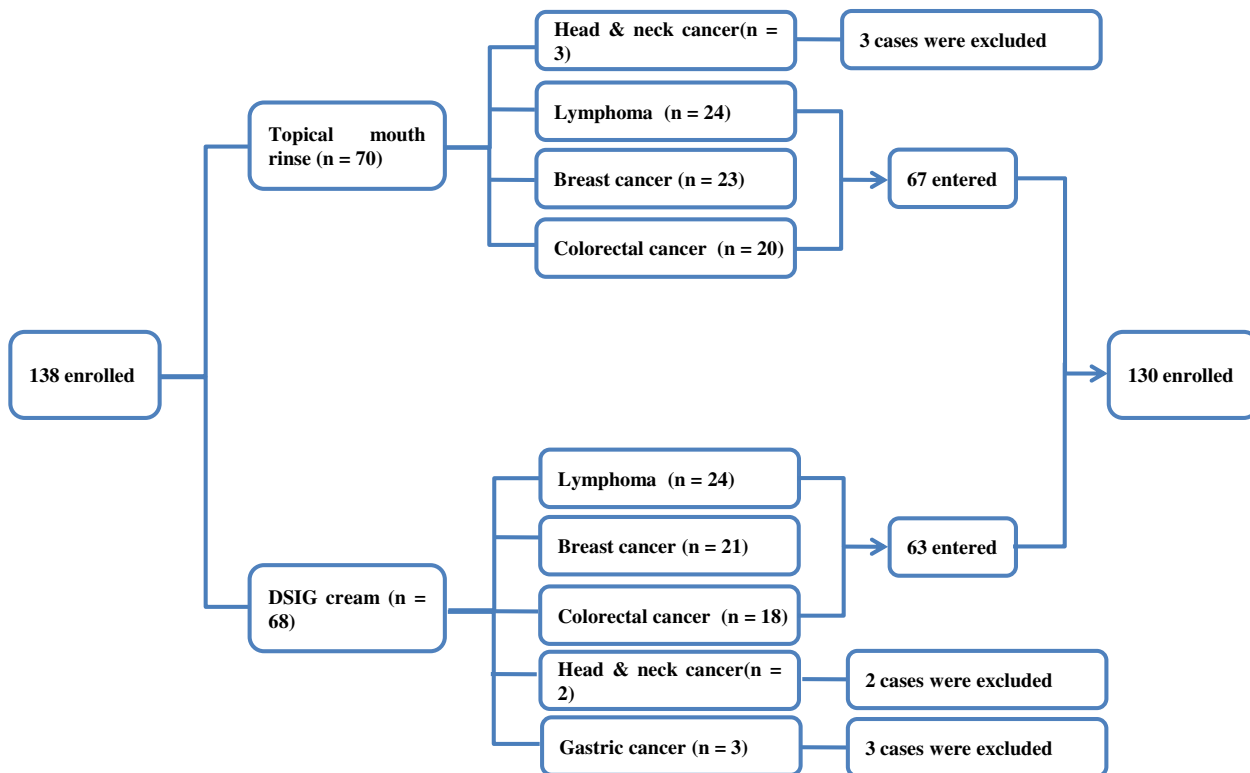 138 enrolled
Topical mouth
rinse (n = 70)
Head & neck cancer(n =
3)
3 cases were excluded
Lymphoma (n = 24)
Breast cancer (n = 23)
Colorectal cancer (n = 20)
67 entered
DSIG cream (n =
68)
Lymphoma (n = 24)
Breast cancer (n = 21)
Colorectal cancer (n = 18)
63 entered
Head & neck cancer(n =
2)
2 cases were excluded
Gastric cancer (n = 3)
3 cases were excluded
130 enrolled